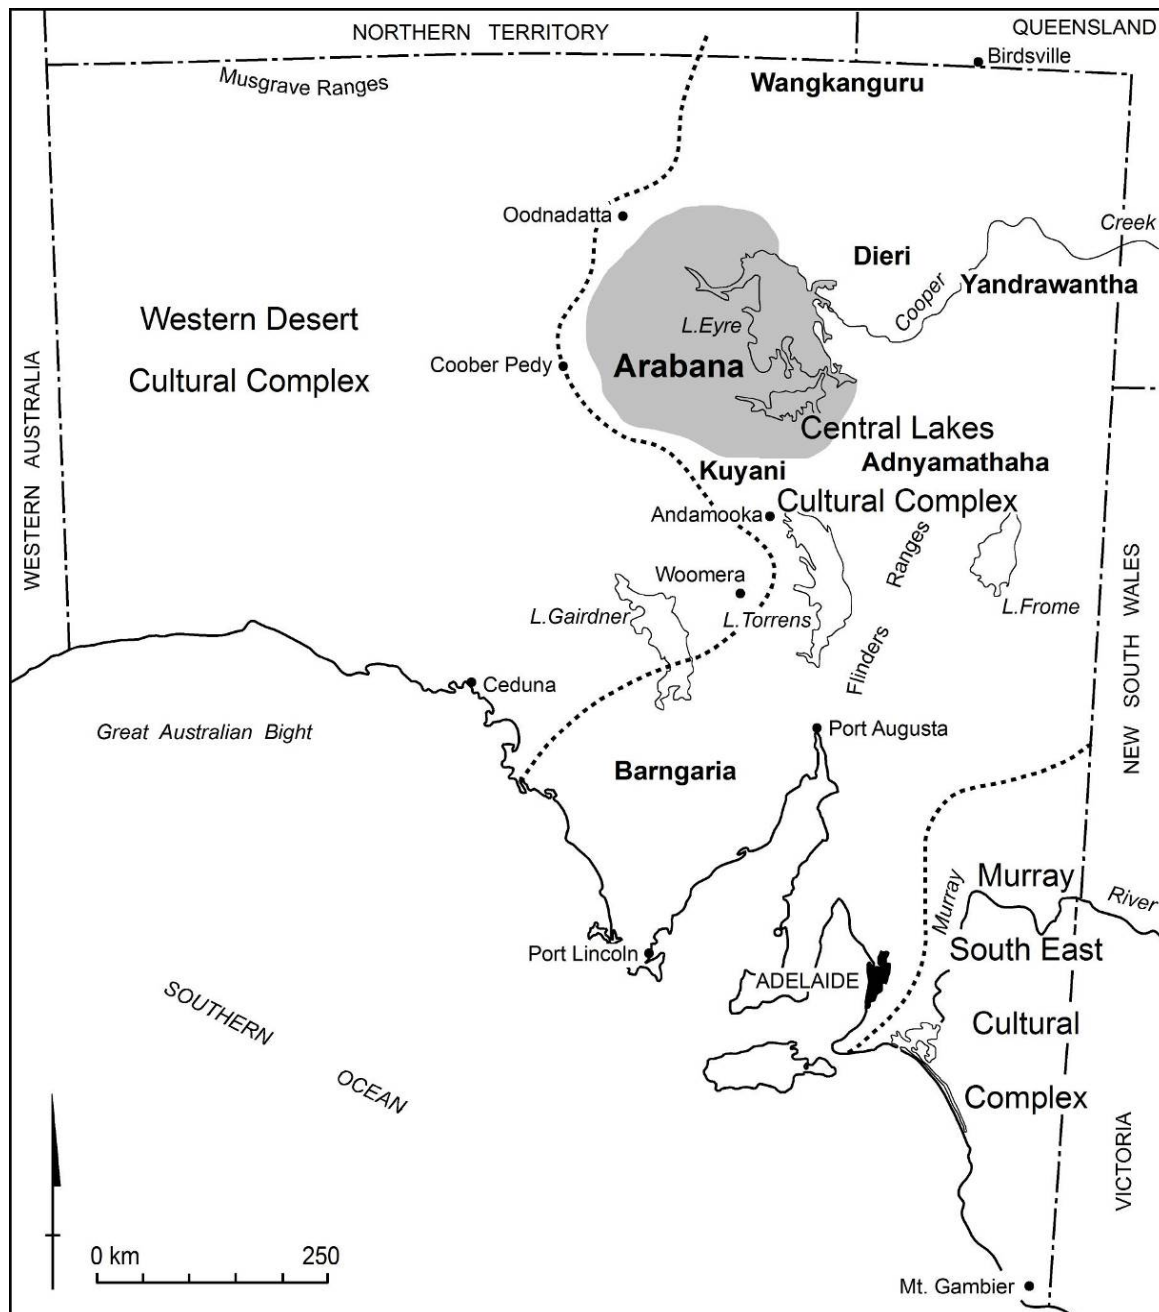 NORTHERN TERRITORY
QUEENSLAND
Birdsville
Musgrave Ranges
Wangkanguru
Oodnadatta
Creek
Dieri
Cooper
Yandrawantha
Western Desert
Cultural Complex
L.Eyre
Coober Pedy
Arabana
WESTERN AUSTRALIA
Central Lakes
Adnyamathaha
Kuyani
Cultural Complex
Andamooka
Flinders Ranges
Woomera
L.Gairdner
L.Torrens
L.Frome
NEW SOUTH WALES
Ceduna
Great Australian Bight
Port Augusta
Barngaria
Murray
Murray
River
South East
Port Lincoln
ADELAIDE
Cultural
SOUTHERN OCEAN
Complex
VICTORIA
0 km 250
Mt. Gambier